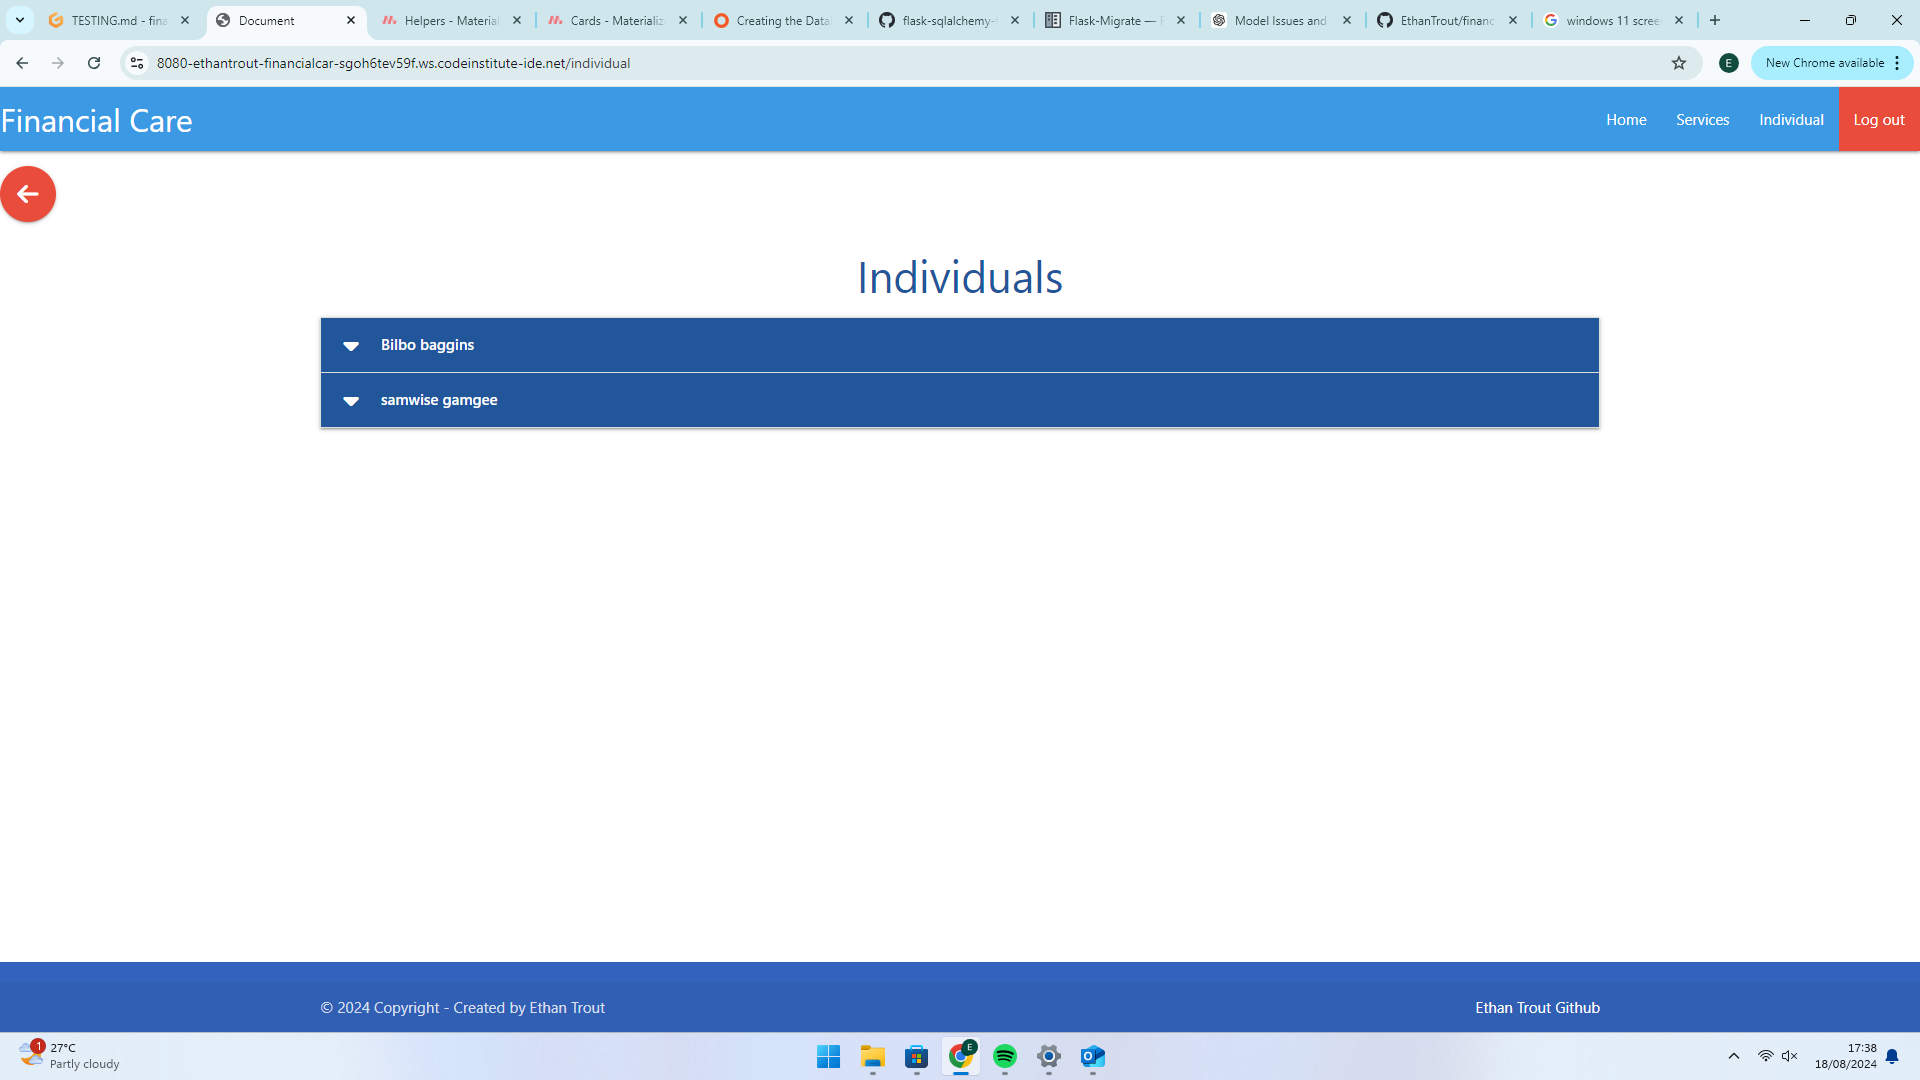 TESTING.md - fina
Document
Helpers - Material
Cards - Materializ
Creating the Data
flask-sqlalchemy-
Flask-Migrate —
Model Issues and
EthanTrout/financ
windows 11 scree
8080-ethantrout-financialcar-sgoh6tev59f.ws.codeinstitute-ide.net/individual
E
New Chrome available
Financial Care
Home
Services
Individual
Log out
Individuals
Bilbo baggins
samwise gamgee
© 2024 Copyright - Created by Ethan Trout
Ethan Trout Github
1
27°C
Partly cloudy
E
17:38
18/08/2024